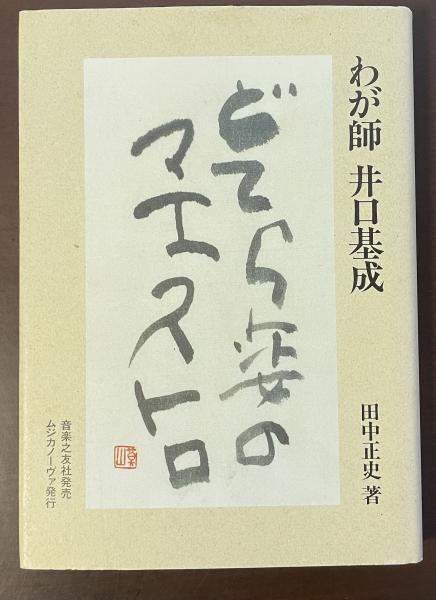 わが師 井口基成
どてら姿の
マエストロ
田中正史 著
音楽之友社発売
ムジカノーヴァ発行